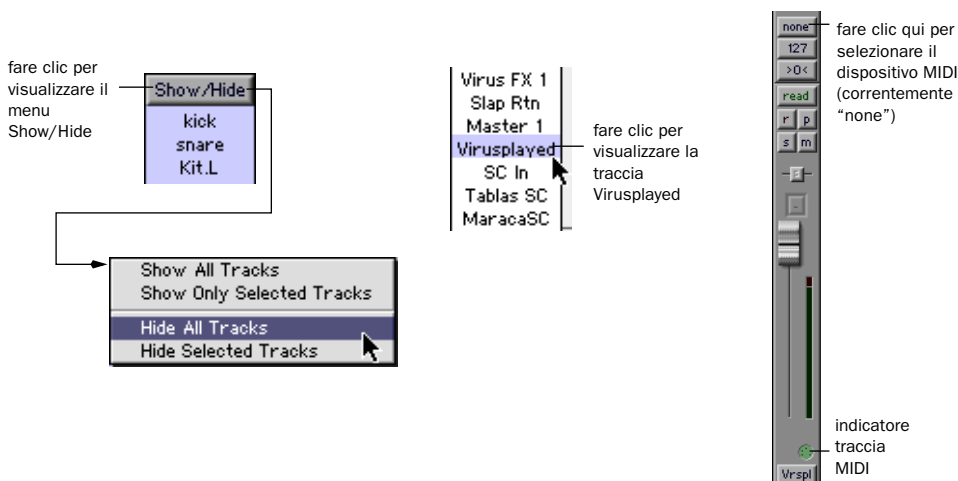 fare clic per
visualizzare il
menu
Show/Hide
Show/Hide
kick
snare
Kit.L
Show All Tracks
Show Only Selected Tracks
Hide All Tracks
Hide Selected Tracks
Virus FX 1
Slap Rtn
Master 1
Virusplayed
SC In
Tablas SC
MaracaSC
fare clic per
visualizzare la
traccia
Virusplayed
none
127
>0<
read
r p
s m
Vrspl
fare clic qui per
selezionare il
dispositivo MIDI
(correntemente
“none”)
indicatore
traccia
MIDI